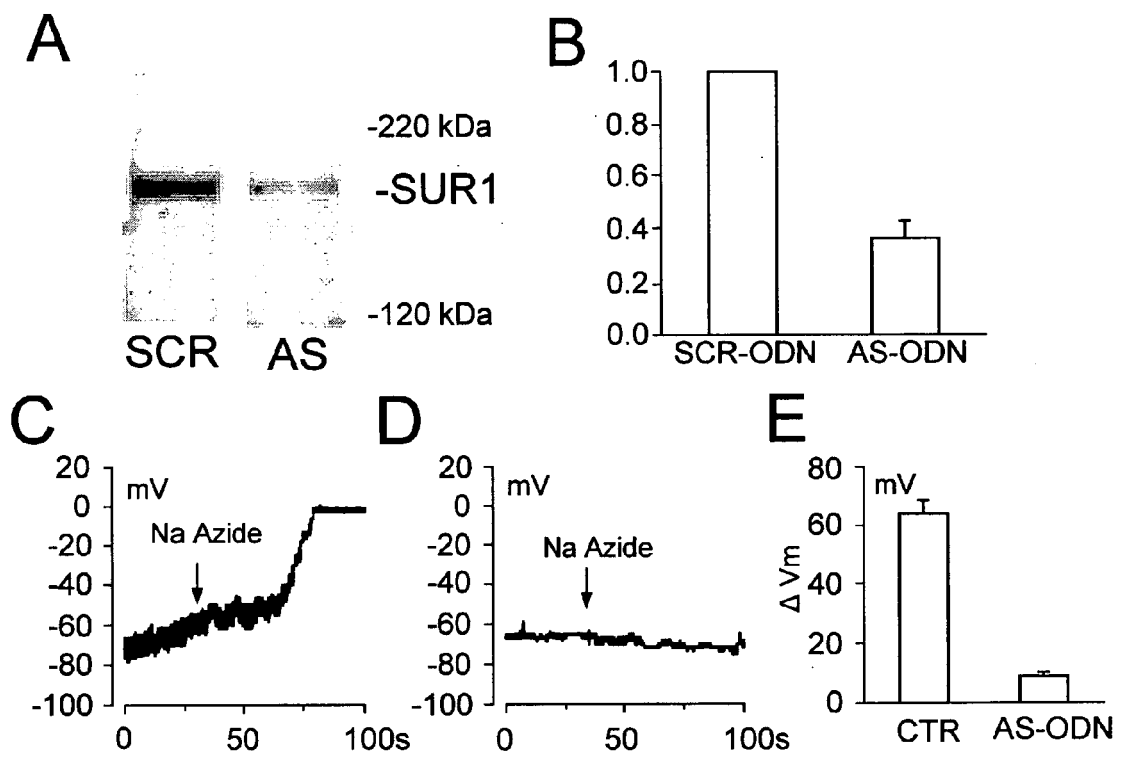 A
-220 kDa
-SUR1
-120 kDa
SCR AS
B
1.0
0.8
0.6
0.4
0.2
0.0
SCR-ODN AS-ODN
C
20
0
-20
-40
-60
-80
-100
mV
Na Azide
0 50 100s
D
20
0
-20
-40
-60
-80
-100
mV
Na Azide
0 50 100s
E
80
60
40
20
0
mV
Δ Vm
CTR AS-ODN